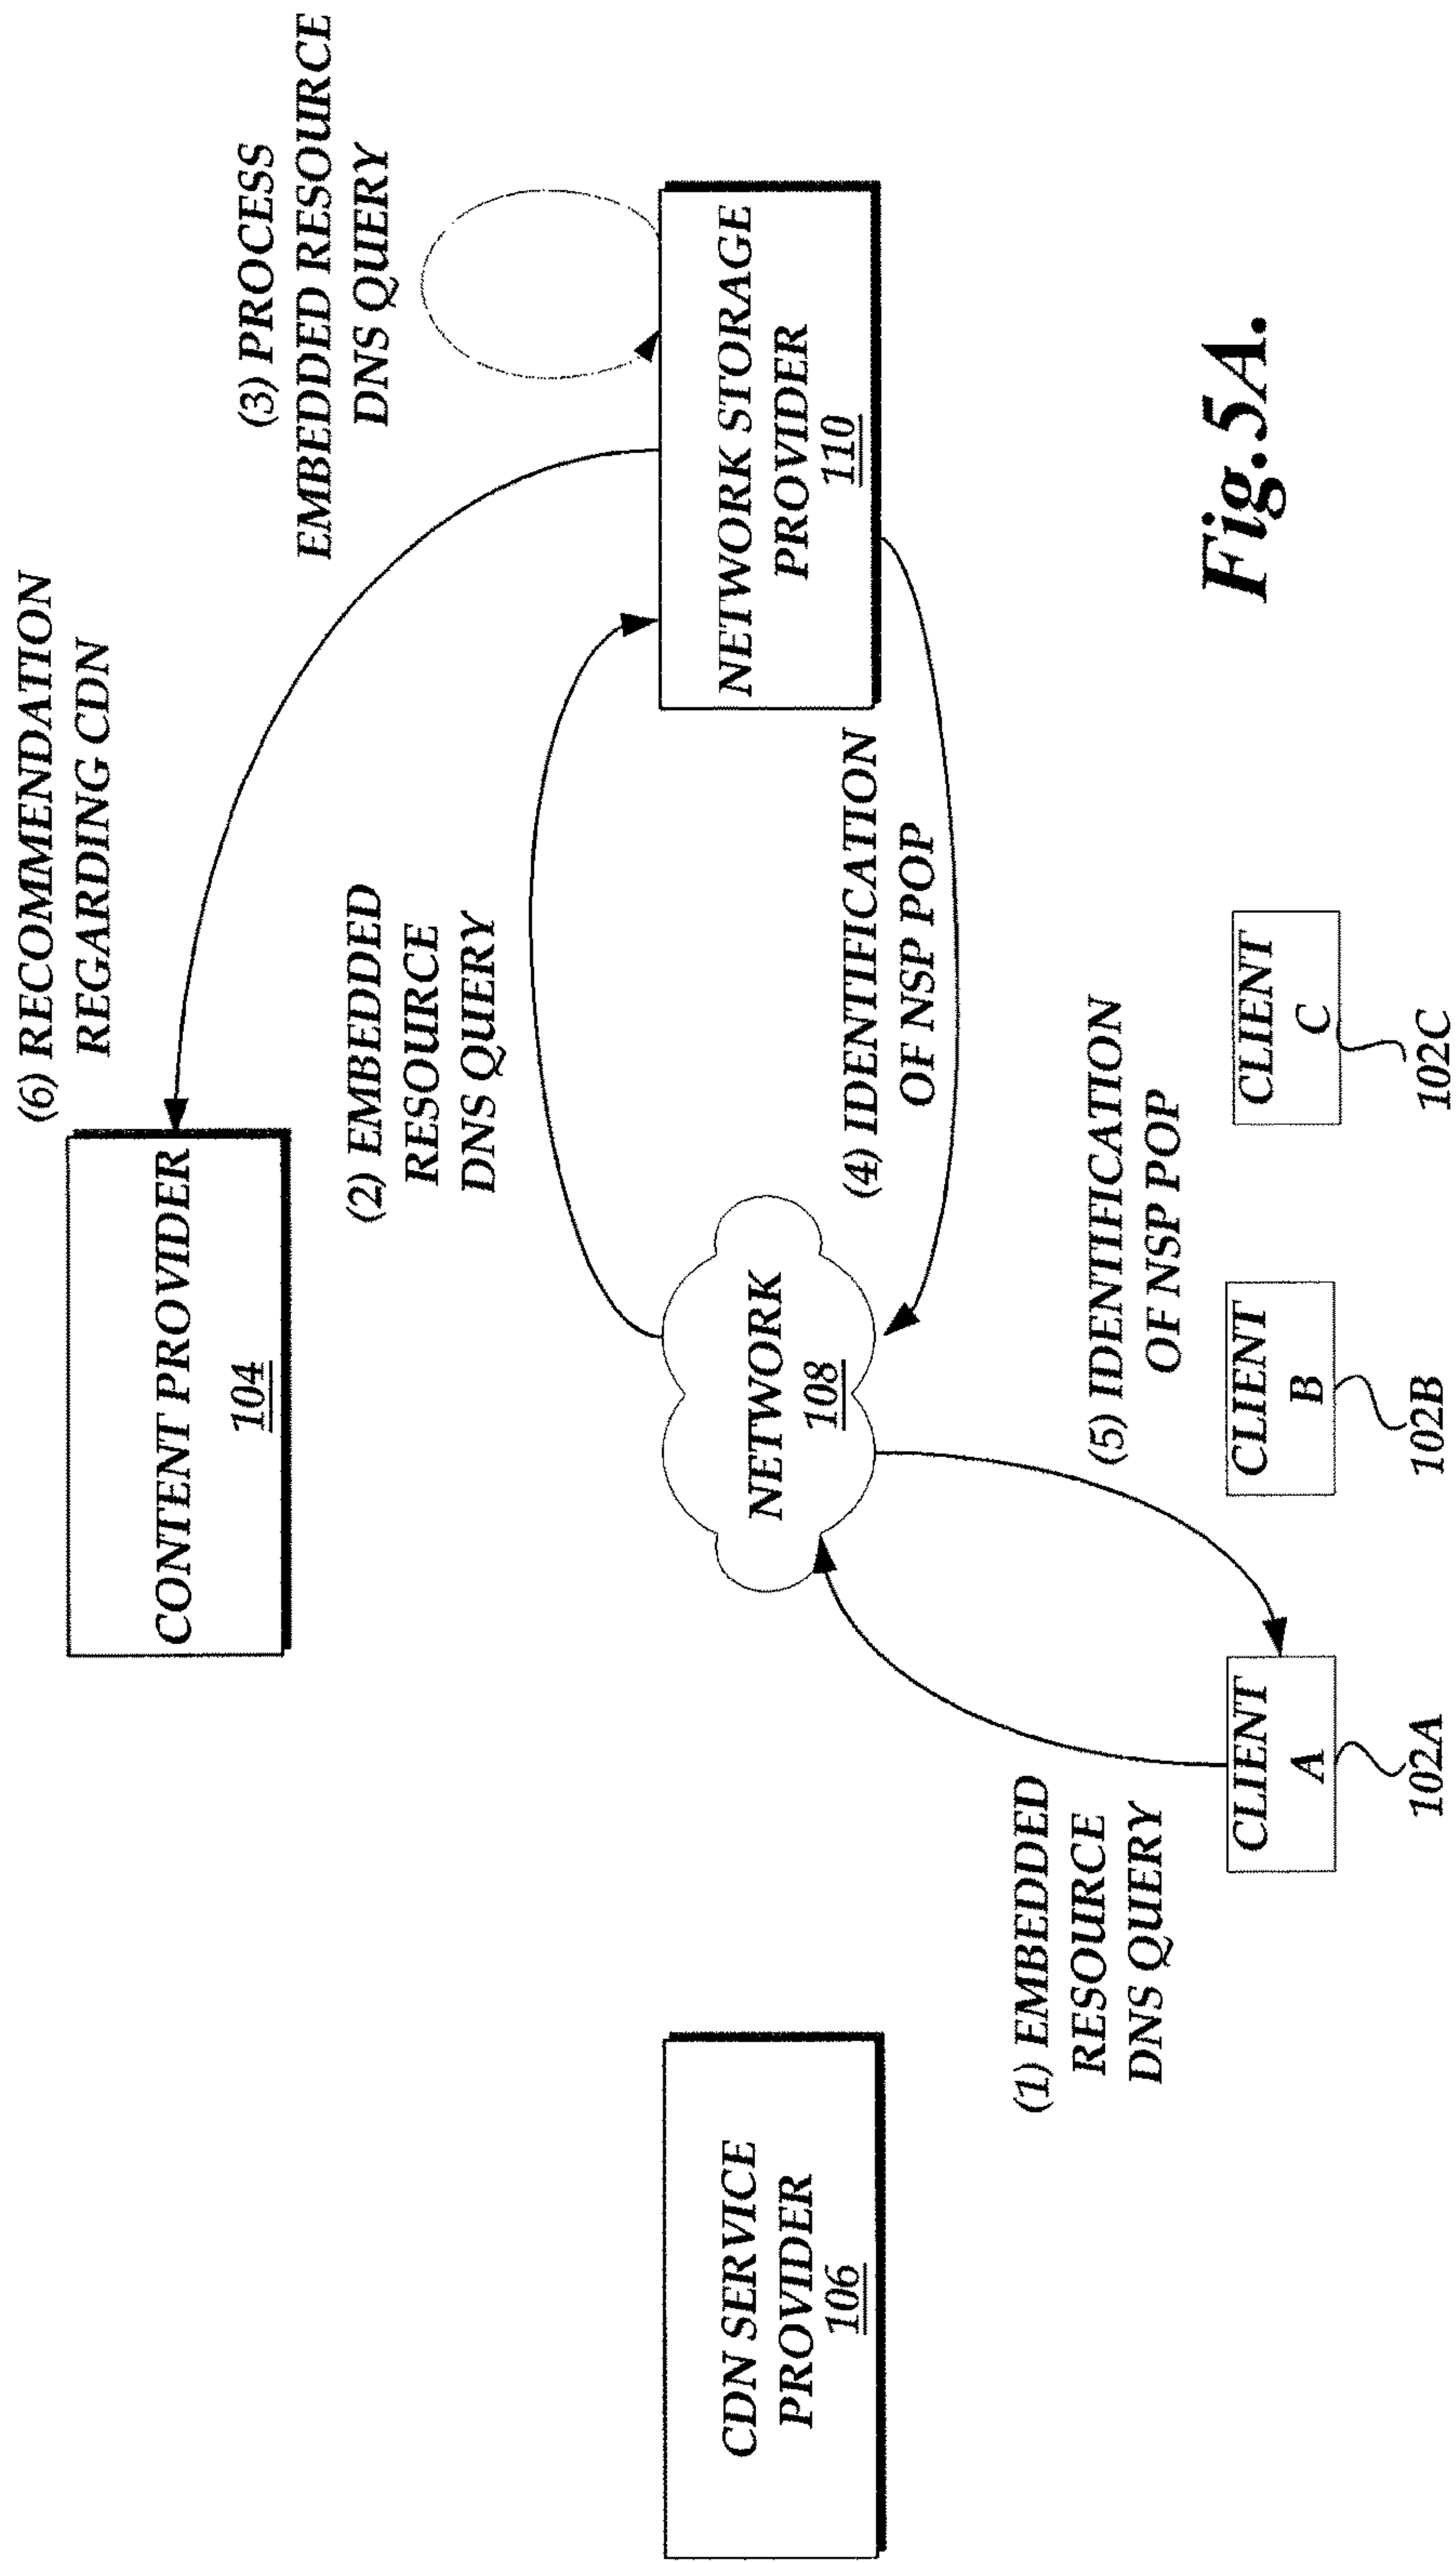 (6) RECOMMENDATION
REGARDING CDN
CONTENT PROVIDER
104
(3) PROCESS
EMBEDDED RESOURCE
DNS QUERY
(2) EMBEDDED
RESOURCE
DNS QUERY
CDN SERVICE
PROVIDER
106
NETWORK
108
NETWORK STORAGE
PROVIDER
110
(4) IDENTIFICATION
OF NSP POP
(1) EMBEDDED
RESOURCE
DNS QUERY
(5) IDENTIFICATION
OF NSP POP
CLIENT
A
102A
CLIENT
B
102B
CLIENT
C
102C
Fig.5A.